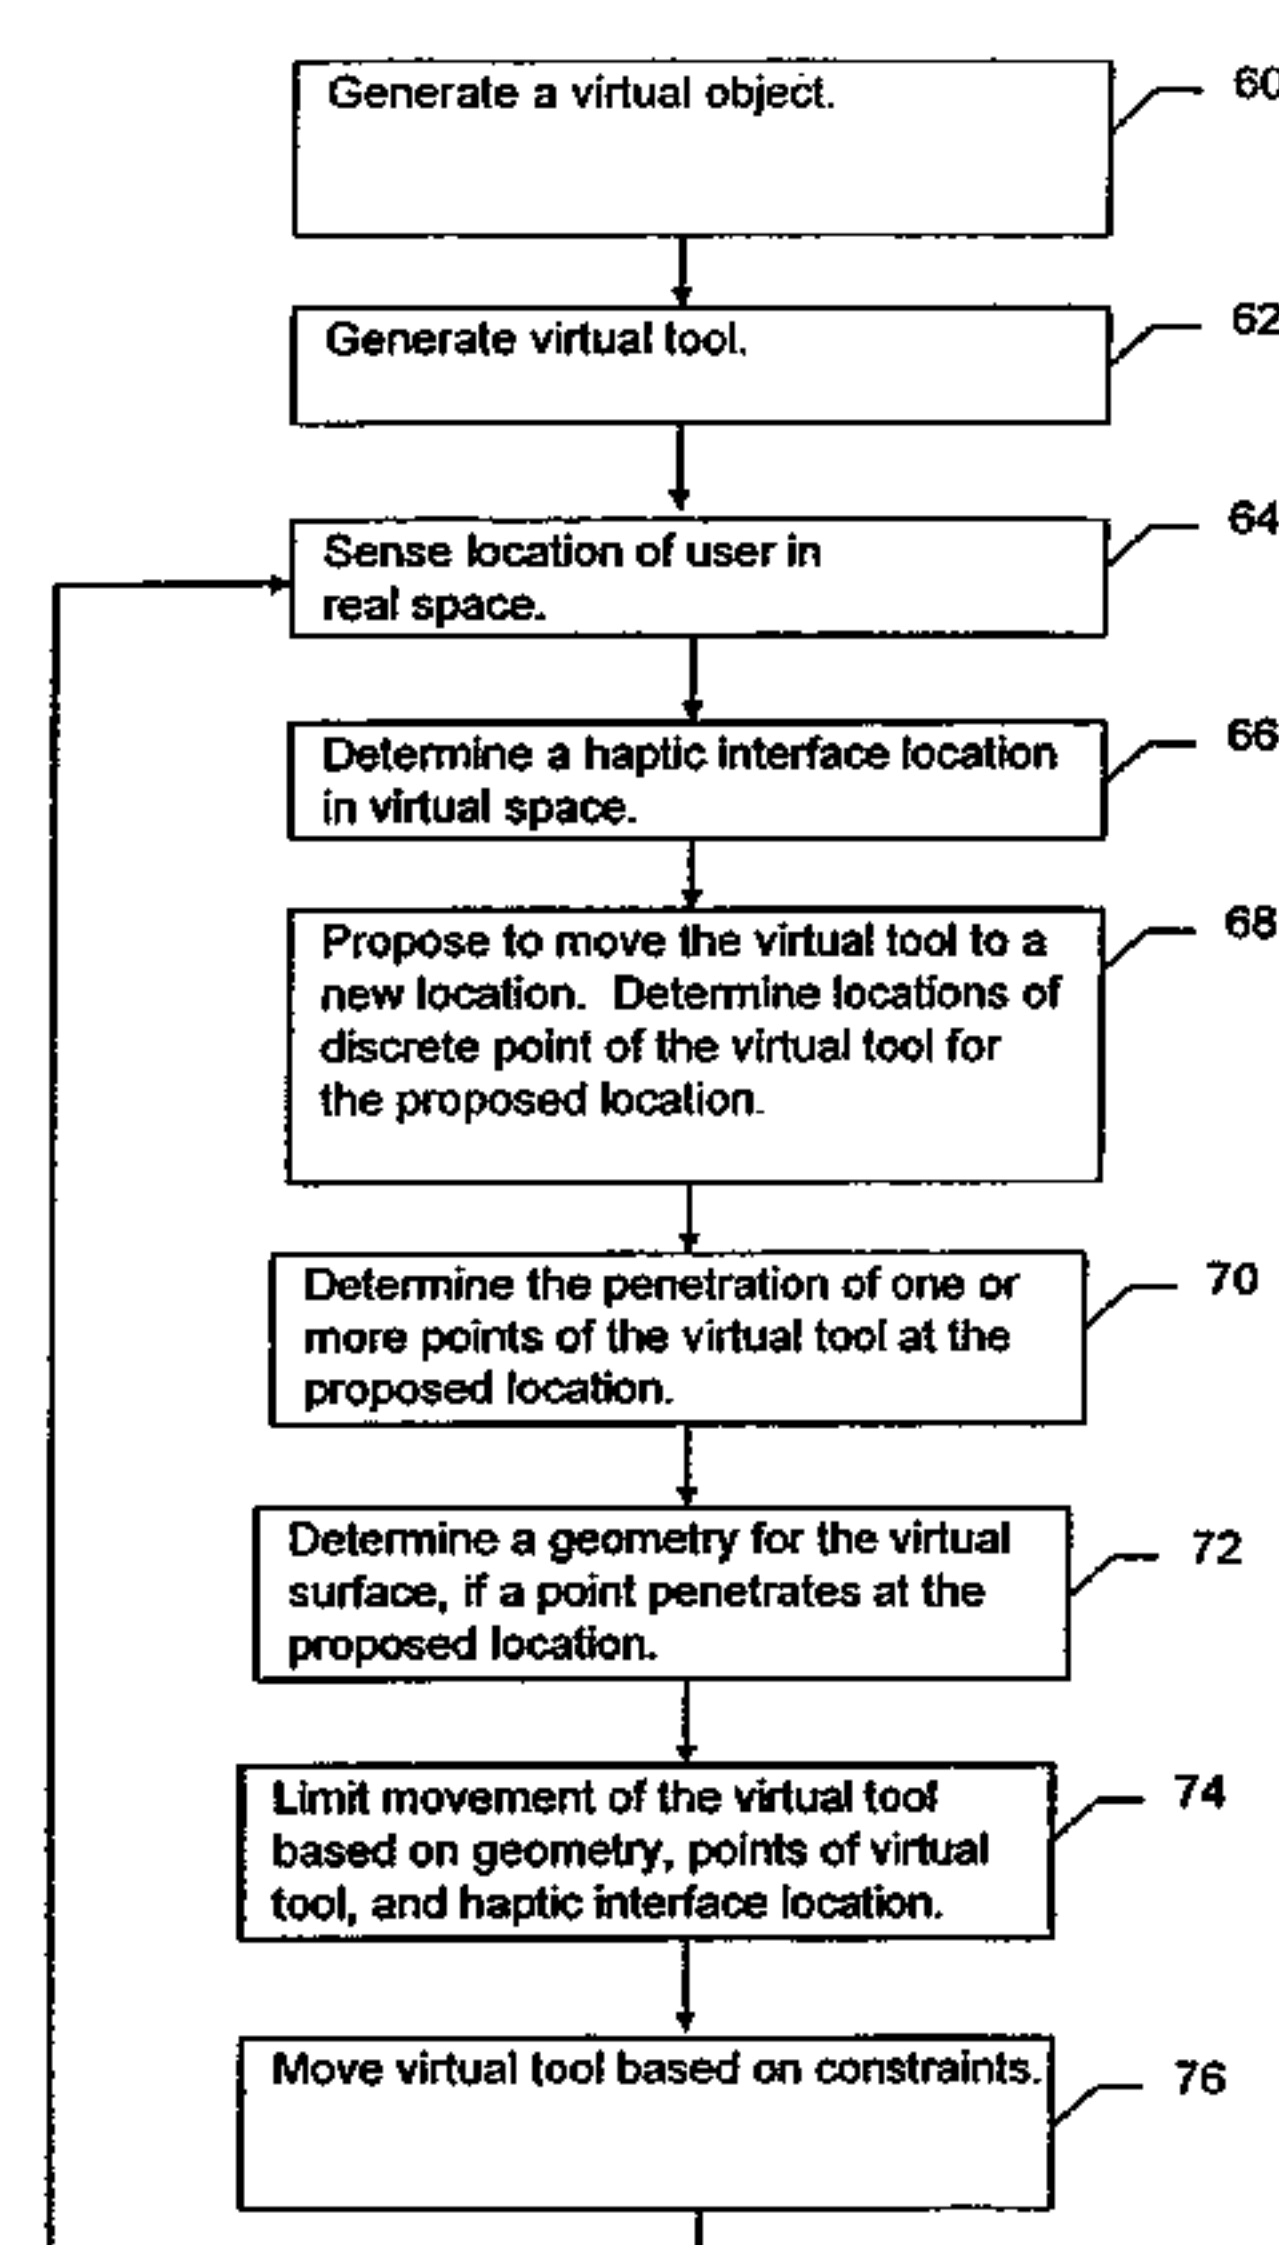 Generate a virtual object.
60
Generate virtual tool.
62
Sense location of user in
real space.
64
Determine a haptic interface location
in virtual space.
66
Propose to move the virtual tool to a
new location. Determine locations of
discrete point of the virtual tool for
the proposed location.
68
Determine the penetration of one or
more points of the virtual tool at the
proposed location.
70
Determine a geometry for the virtual
surface, if a point penetrates at the
proposed location.
72
Limit movement of the virtual tool
based on geometry, points of virtual
tool, and haptic interface location.
74
Move virtual tool based on constraints.
76